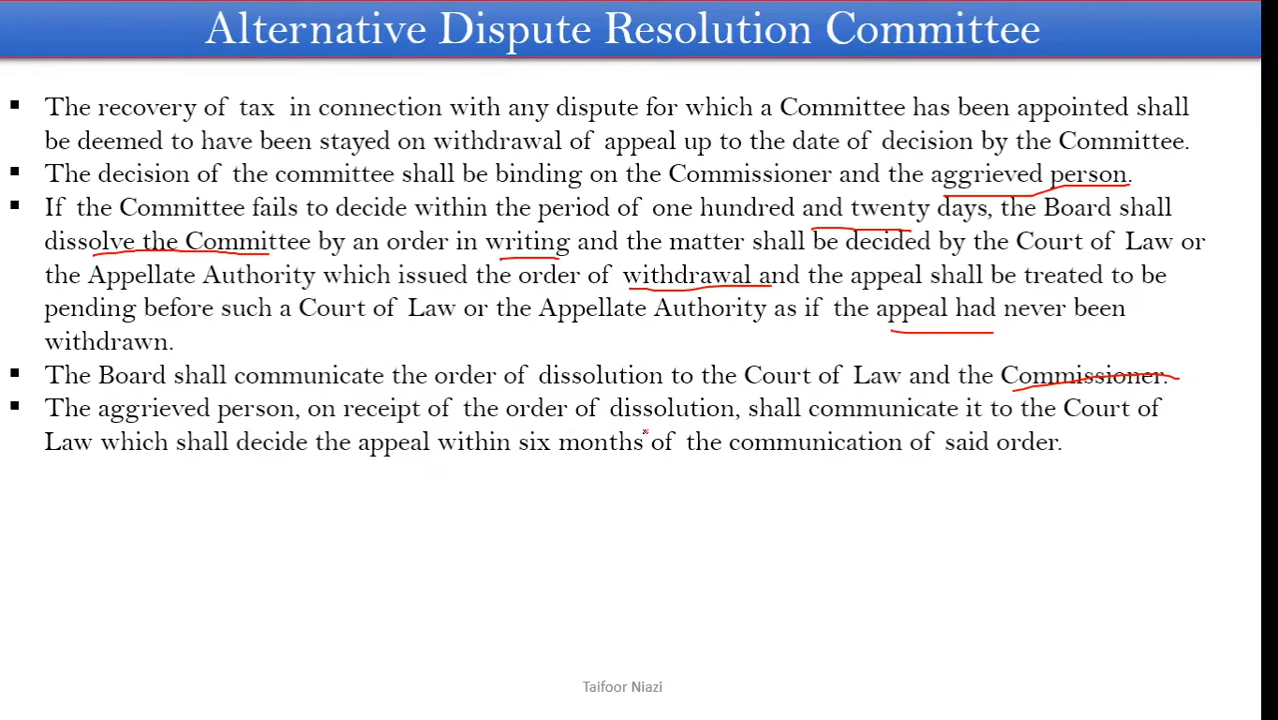 Alternative Dispute Resolution Committee
▪ The recovery of tax in connection with any dispute for which a Committee has been appointed shall
be deemed to have been stayed on withdrawal of appeal up to the date of decision by the Committee.
▪ The decision of the committee shall be binding on the Commissioner and the aggrieved person.
▪ If the Committee fails to decide within the period of one hundred and twenty days, the Board shall
dissolve the Committee by an order in writing and the matter shall be decided by the Court of Law or
the Appellate Authority which issued the order of withdrawal and the appeal shall be treated to be
pending before such a Court of Law or the Appellate Authority as if the appeal had never been
withdrawn.
▪ The Board shall communicate the order of dissolution to the Court of Law and the Commissioner.
▪ The aggrieved person, on receipt of the order of dissolution, shall communicate it to the Court of
Law which shall decide the appeal within six months of the communication of said order.
Taifoor Niazi